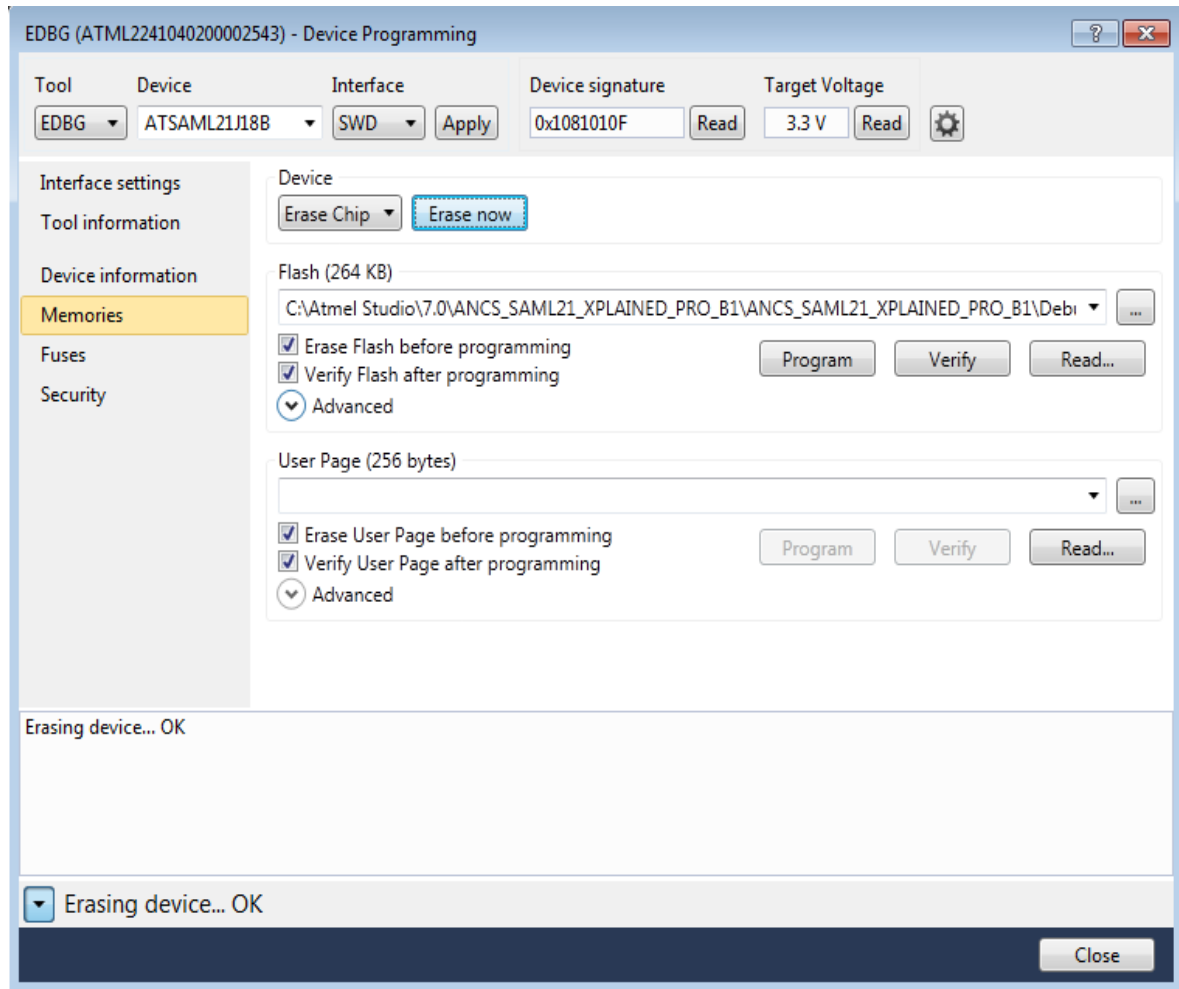 EDBG (ATML2241040200002543) - Device Programming
Tool Device Interface Device signature Target Voltage
EDBG ATSAML21J18B SWD Apply 0x1081010F Read 3.3 V Read
Interface settings
Tool information
Device information
Memories
Fuses
Security
Device
Erase Chip Erase now
Flash (264 KB)
C:\Atmel Studio\7.0\ANCS_SAML21_XPLAINED_PRO_B1\ANCS_SAML21_XPLAINED_PRO_B1\Debu ...
Erase Flash before programming
Verify Flash after programming
Program Verify Read...
Advanced
User Page (256 bytes)
...
Erase User Page before programming
Verify User Page after programming
Program Verify Read...
Advanced
Erasing device... OK
Erasing device... OK
Close